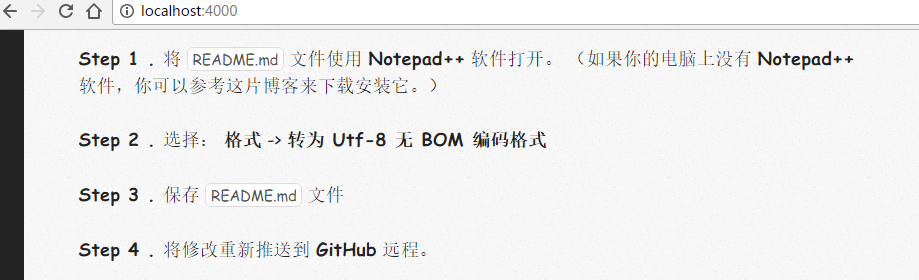 localhost:4000
Step 1 . 将 README.md 文件使用 Notepad++ 软件打开。 （如果你的电脑上没有 Notepad++
软件，你可以参考这片博客来下载安装它。）
Step 2 . 选择： 格式 -> 转为 Utf-8 无 BOM 编码格式
Step 3 . 保存 README.md 文件
Step 4 . 将修改重新推送到 GitHub 远程。